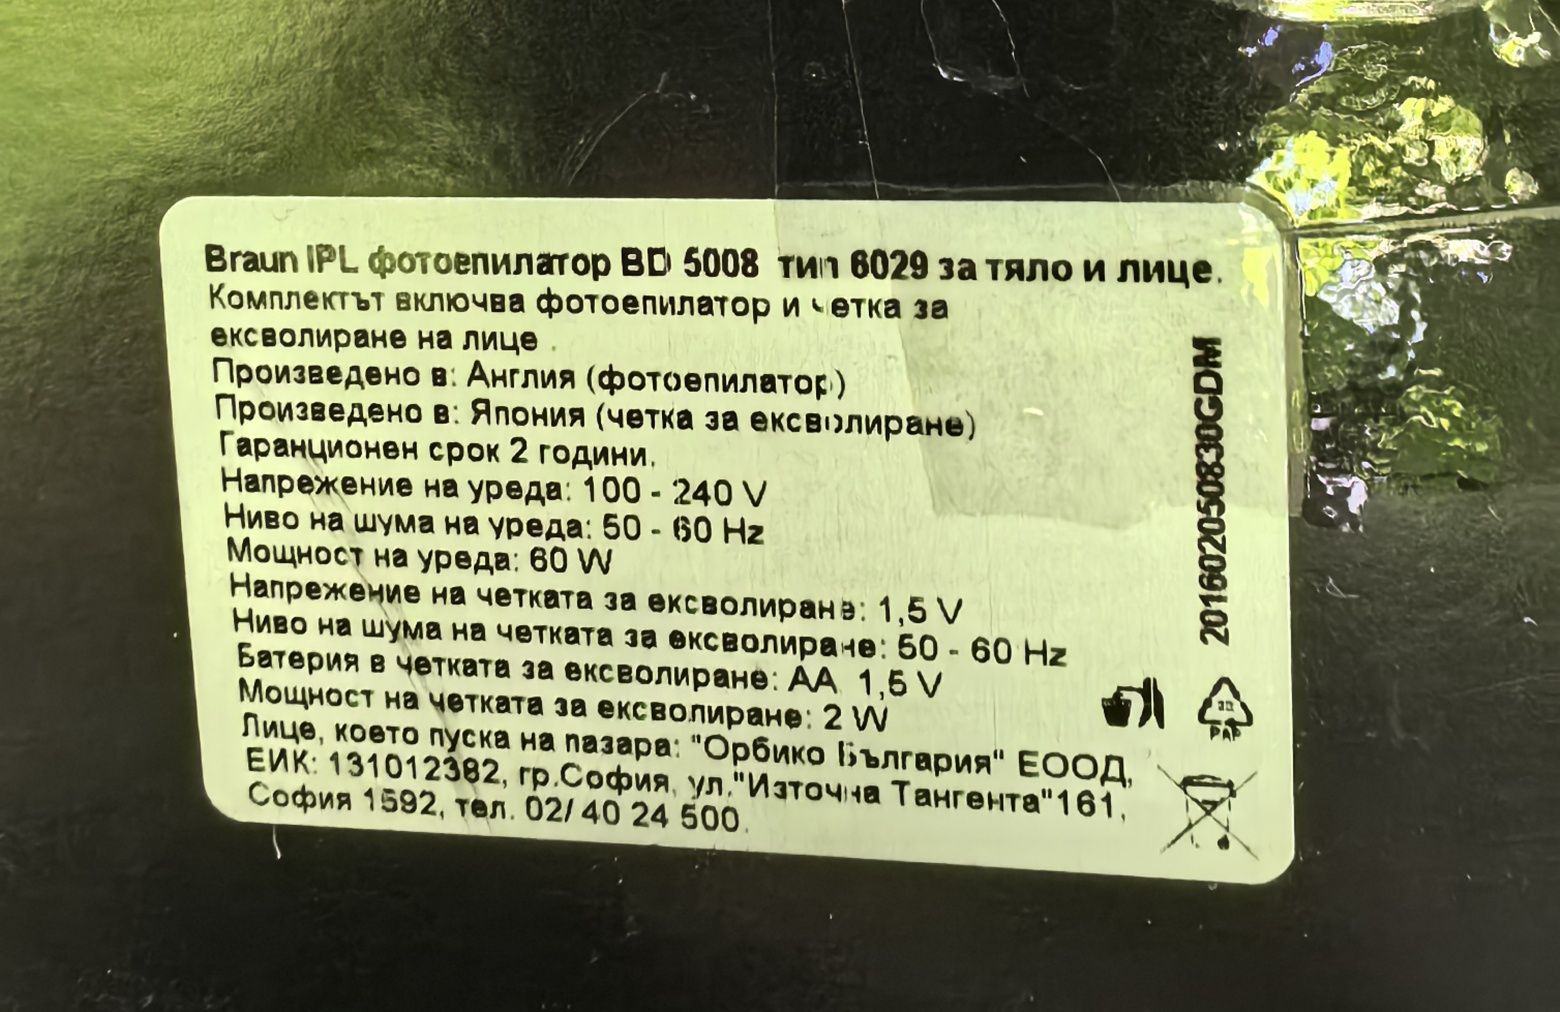 Braun IPL фотоепилатор BD 5008 тип 6029 за тяло и лице.
Комплектът включва фотоепилатор и четка за
ексволиране на лице .
Произведено в: Англия (фотоепилатор)
Произведено в: Япония (четка за ексволиране)
Гаранционен срок 2 години.
Напрежение на уреда: 100 - 240 V
Ниво на шума на уреда: 50 - 60 Hz
Мощност на уреда: 60 W
Напрежение на четката за ексволиране: 1,5 V
Ниво на шума на четката за ексволиране: 50 - 60 Hz
Батерия в четката за ексволиране: AA 1,5 V
Мощност на четката за ексволиране: 2 W
Лице, което пуска на пазара: "Орбико България" ЕООД,
ЕИК: 131012382, гр.София, ул."Източна Тангента"161,
София 1592, тел. 02/ 40 24 500.
201602050830GDM
PAP